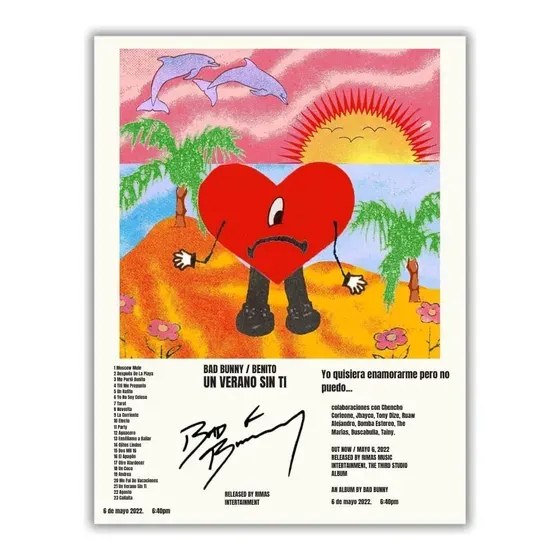 1 Moscow Mule
2 Después De La Playa
3 Me Porto Bonito
4 Tití Me Preguntó
5 Un Ratito
6 Yo No Soy Celoso
7 Tarot
8 Neverita
9 La Corriente
10 Efecto
11 Party
12 Aguacero
13 Enséñame a Bailar
14 Ojitos Lindos
15 Dos Mil 16
16 El Apagón
17 Otro Atardecer
18 Un Coco
19 Andrea
20 Me Fui De Vacaciones
21 Un Verano Sin Ti
22 Agosto
23 Callaita
6 de mayo 2022. 6:40pm
BAD BUNNY / BENITO
UN VERANO SIN TI
BAD BUNNY
RELEASED BY RIMAS
ENTERTAINMENT
Yo quisiera enamorarme pero no
puedo...
colaboraciones con Chencho
Corleone, Jhayco, Tony Dize, Rauw
Alejandro, Bomba Estereo, The
Marías, Buscabulla, Tainy.
OUT NOW / MAYO 6, 2022
RELEASED BY RIMAS MUSIC
INTERTAINMENT, THE THIRD STUDIO
ALBUM
AN ALBUM BY BAD BUNNY
6 de mayo 2022. 6:40pm